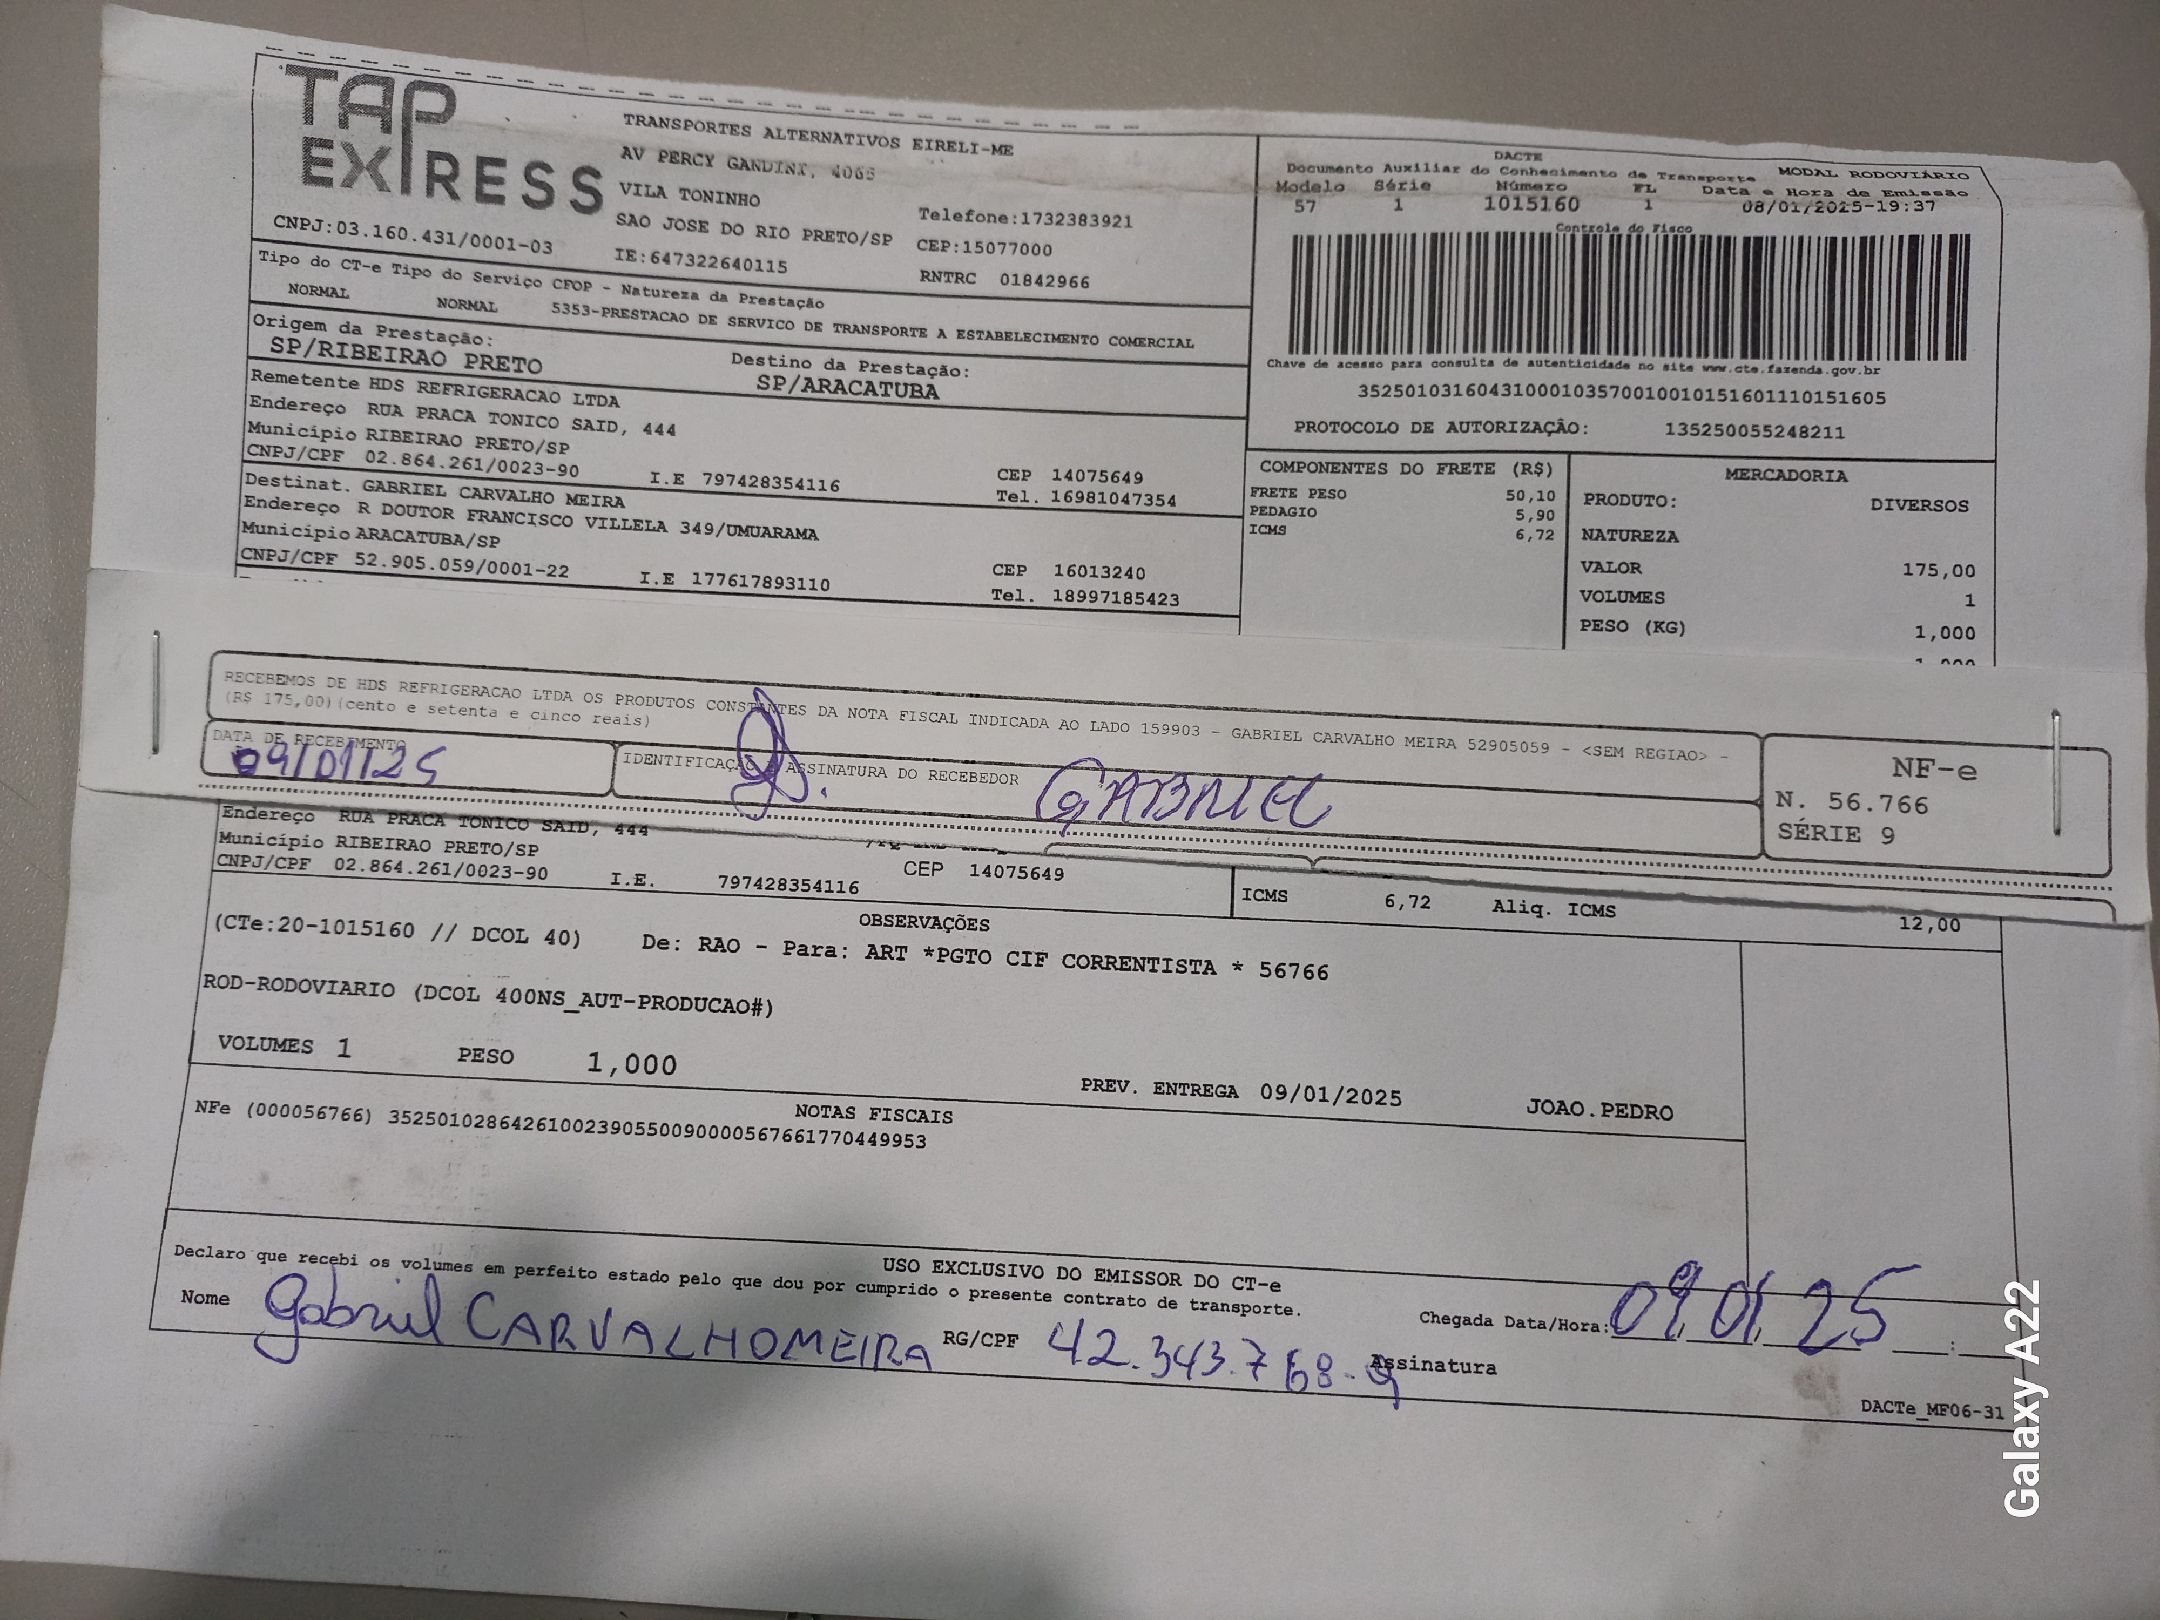 TAP
EXPRESS
TRANSPORTES ALTERNATIVOS EIRELI-ME
AV PERCY GANDINI, 4065
VILA TONINHO
SAO JOSE DO RIO PRETO/SP
Telefone:1732383921
CEP:15077000
CNPJ:03.160.431/0001-03
IE:647322640115
RNTRC 01842966
DACTE
Documento Auxiliar do Conhecimento de Transporte MODAL RODOVIÁRIO
Modelo Série Número FL Data e Hora de Emissão
57 1 1015160 1 08/01/2025-19:37
Controle do Fisco
Chave de acesso para consulta de autenticidade no site www.cte.fazenda.gov.br
35250103160431000103570010010151601110151605
PROTOCOLO DE AUTORIZAÇÃO: 135250055248211
Tipo do CT-e Tipo do Serviço CFOP - Natureza da Prestação
NORMAL NORMAL 5353-PRESTACAO DE SERVICO DE TRANSPORTE A ESTABELECIMENTO COMERCIAL
Origem da Prestação: Destino da Prestação:
SP/RIBEIRAO PRETO SP/ARACATUBA
Remetente HDS REFRIGERACAO LTDA
Endereço RUA PRACA TONICO SAID, 444
Município RIBEIRAO PRETO/SP CEP 14075649
CNPJ/CPF 02.864.261/0023-90 I.E 797428354116 Tel. 16981047354
Destinat. GABRIEL CARVALHO MEIRA
Endereço R DOUTOR FRANCISCO VILLELA 349/UMUARAMA
Município ARACATUBA/SP CEP 16013240
CNPJ/CPF 52.905.059/0001-22 I.E 177617893110 Tel. 18997185423
COMPONENTES DO FRETE (R$)
FRETE PESO 50,10
PEDAGIO 5,90
ICMS 6,72
MERCADORIA
PRODUTO: DIVERSOS
NATUREZA
VALOR 175,00
VOLUMES 1
PESO (KG) 1,000
RECEBEMOS DE HDS REFRIGERACAO LTDA OS PRODUTOS CONSTANTES DA NOTA FISCAL INDICADA AO LADO 159903 - GABRIEL CARVALHO MEIRA 52905059 - <SEM REGIAO> -
(R$ 175,00)(cento e setenta e cinco reais)
DATA DE RECEBIMENTO
09/01/25
IDENTIFICAÇÃO E ASSINATURA DO RECEBEDOR
GABRIEL
NF-e
N. 56.766
SÉRIE 9
Endereço RUA PRACA TONICO SAID, 444
Município RIBEIRAO PRETO/SP CEP 14075649
CNPJ/CPF 02.864.261/0023-90 I.E. 797428354116
ICMS 6,72 Aliq. ICMS 12,00
OBSERVAÇÕES
(CTe:20-1015160 // DCOL 40) De: RAO - Para: ART *PGTO CIF CORRENTISTA * 56766
ROD-RODOVIARIO (DCOL 400NS_AUT-PRODUCAO#)
VOLUMES 1 PESO 1,000 PREV. ENTREGA 09/01/2025 JOAO.PEDRO
NOTAS FISCAIS
NFe (000056766) 35250102864261002390550090000567661770449953
USO EXCLUSIVO DO EMISSOR DO CT-e
Declaro que recebi os volumes em perfeito estado pelo que dou por cumprido o presente contrato de transporte.
Nome Gabriel CARVALHO MEIRA RG/CPF 42.343.768-9 Assinatura
Chegada Data/Hora: 09/01/25
DACTe_MF06-31
Galaxy A22